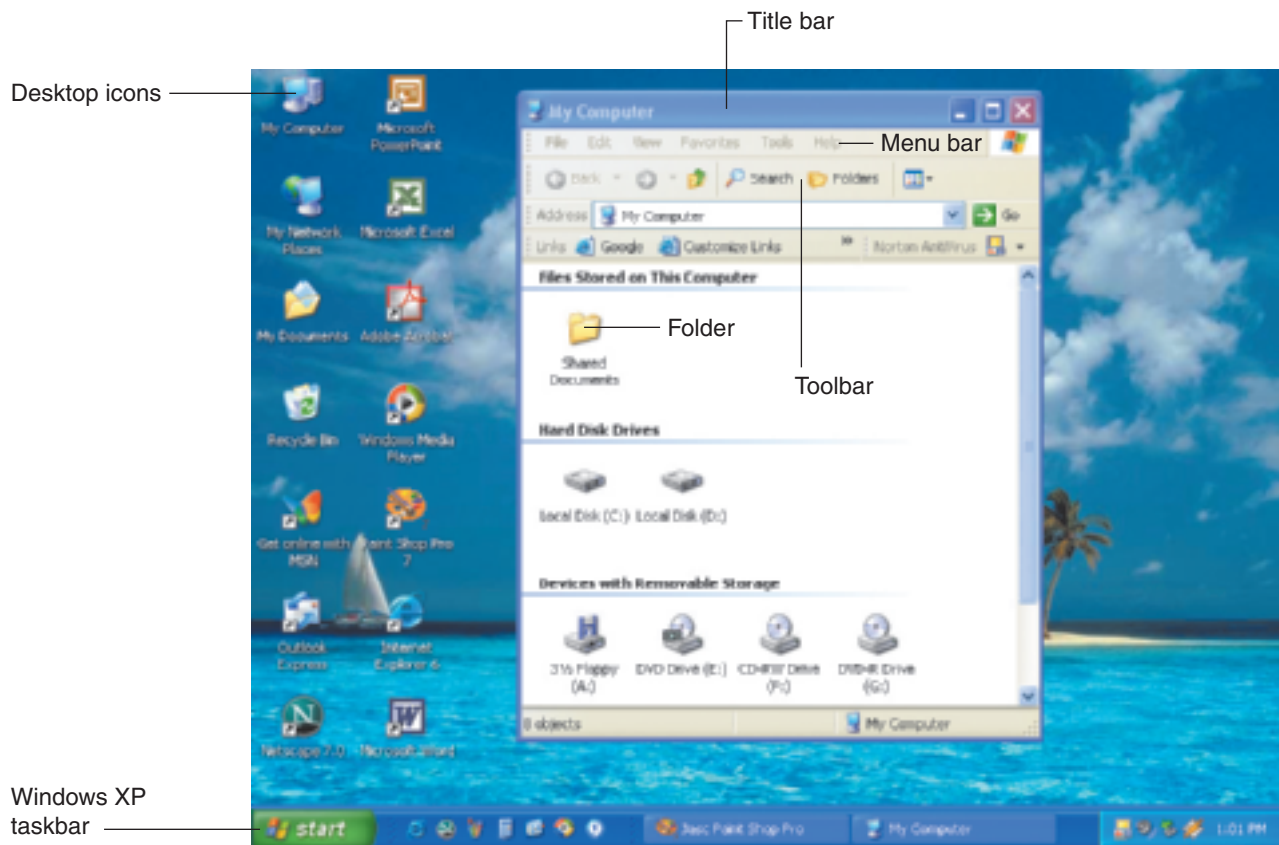 Title bar
Desktop icons
My Computer
Microsoft
PowerPoint
My Network
Places
Microsoft Excel
My Documents
Adobe Acrobat
Recycle Bin
Windows Media
Player
Get online with
MSN
Paint Shop Pro
7
Outlook
Express
Internet
Explorer 6
Netscape 7.0
Microsoft Word
My Computer
File Edit View Favorites Tools Help
Menu bar
Back Search Folders
Address My Computer Go
Links Google Customize Links » Norton AntiVirus
Files Stored on This Computer
Folder
Shared
Documents
Toolbar
Hard Disk Drives
Local Disk (C:) Local Disk (D:)
Devices with Removable Storage
3½ Floppy
(A:)
DVD Drive (E:)
CD-RW Drive
(F:)
Drive
(G:)
objects
My Computer
Windows XP
taskbar
start
Jasc Paint Shop Pro
My Computer
1:01 PM